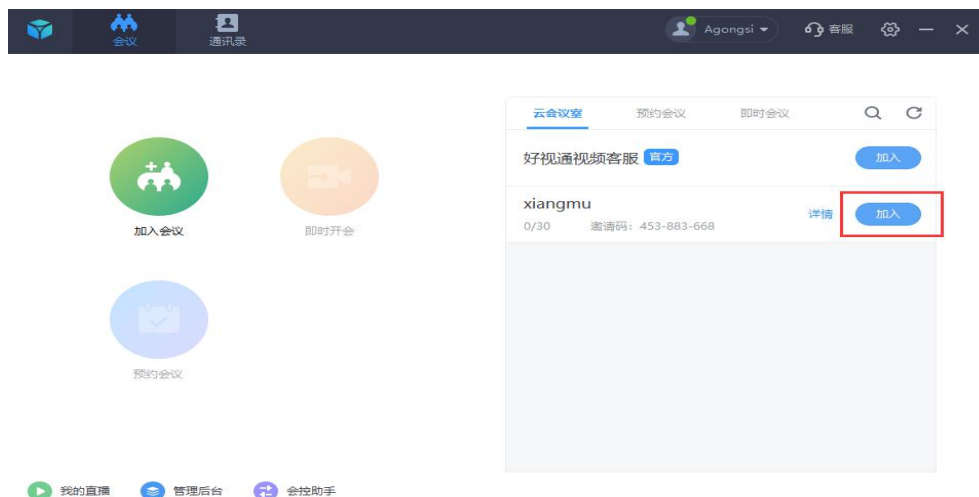 会议
通讯录
Agongsi
客服
云会议室 预约会议 即时会议
好视通视频客服 官方 加入
xiangmu
0/30 邀请码：453-883-668 详情 加入
加入会议 即时开会
预约会议
我的直播 管理后台 会控助手